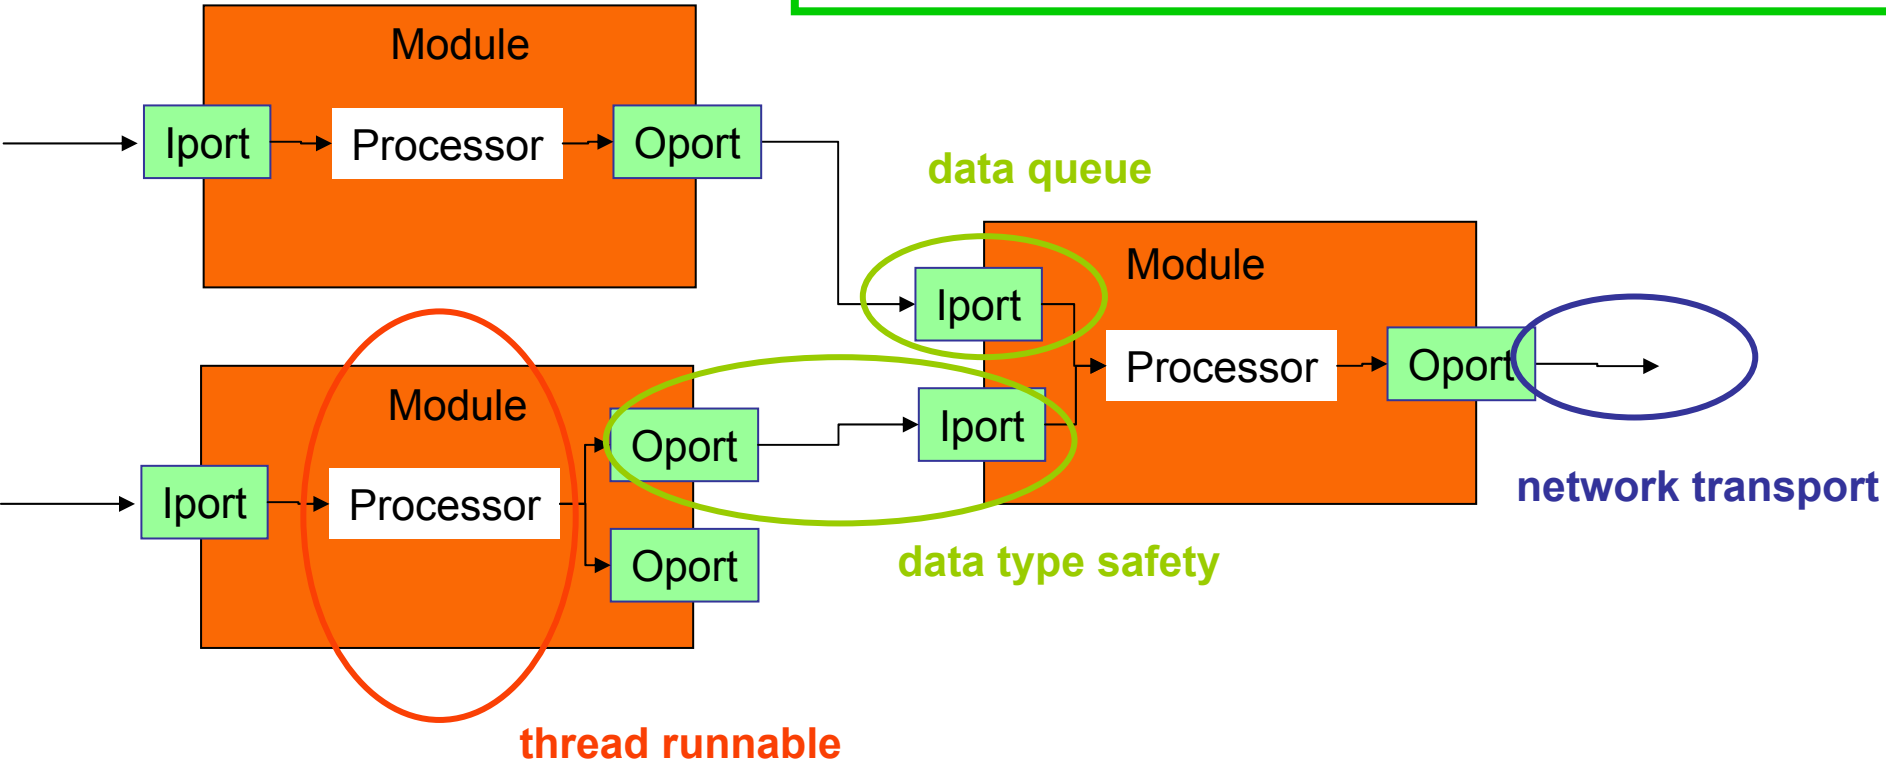 Module
Iport
Processor
Oport
data queue
Module
Iport
Processor
Oport
Iport
network transport
Module
Oport
Iport
Processor
Oport
data type safety
thread runnable